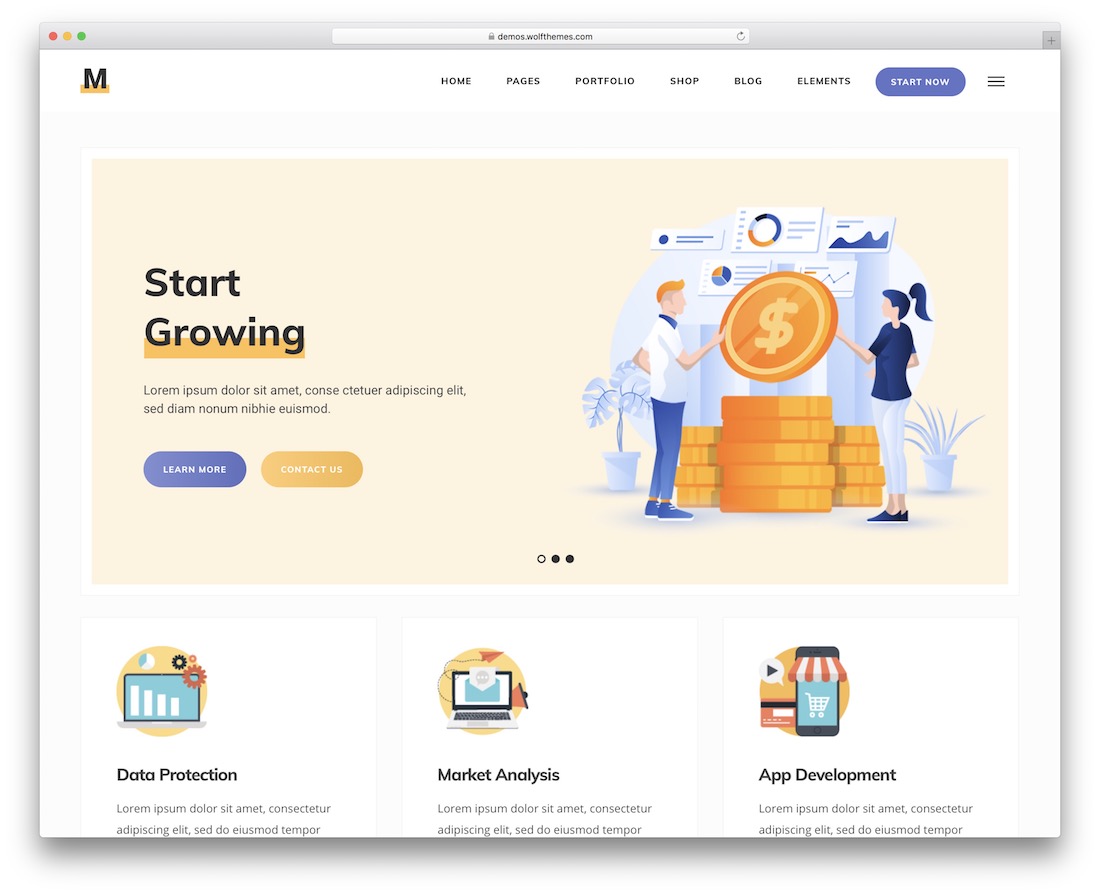 demos.wolfthemes.com
M
HOME PAGES PORTFOLIO SHOP BLOG ELEMENTS START NOW
Start
Growing
Lorem ipsum dolor sit amet, conse ctetuer adipiscing elit,
sed diam nonum nibhie euismod.
LEARN MORE CONTACT US
$
Data Protection
Lorem ipsum dolor sit amet, consectetur
adipiscing elit, sed do eiusmod tempor
Market Analysis
Lorem ipsum dolor sit amet, consectetur
adipiscing elit, sed do eiusmod tempor
App Development
Lorem ipsum dolor sit amet, consectetur
adipiscing elit, sed do eiusmod tempor